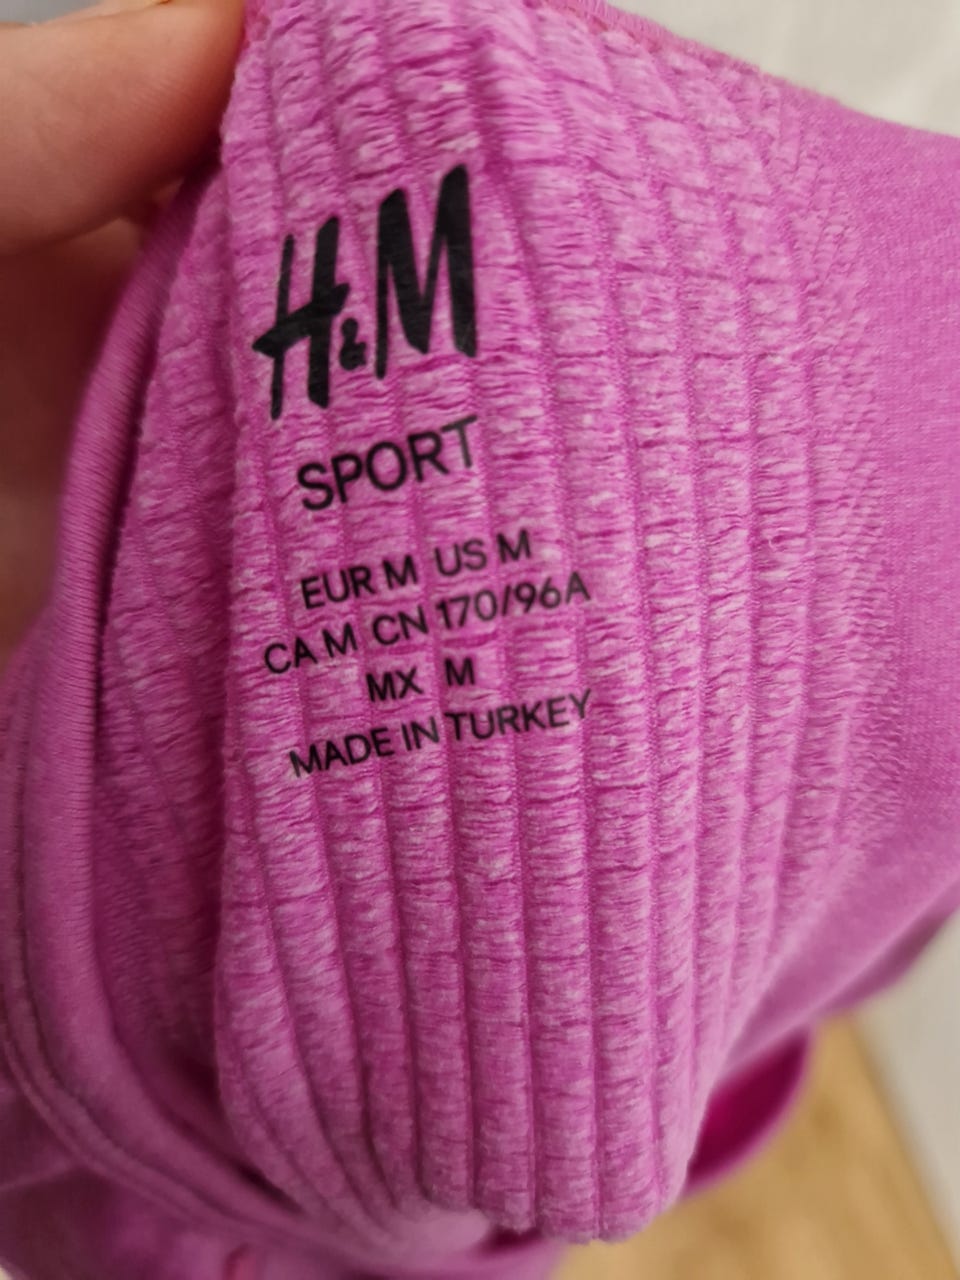 H&M
SPORT
EUR M US M
CA M CN 170/96A
MX M
MADE IN TURKEY